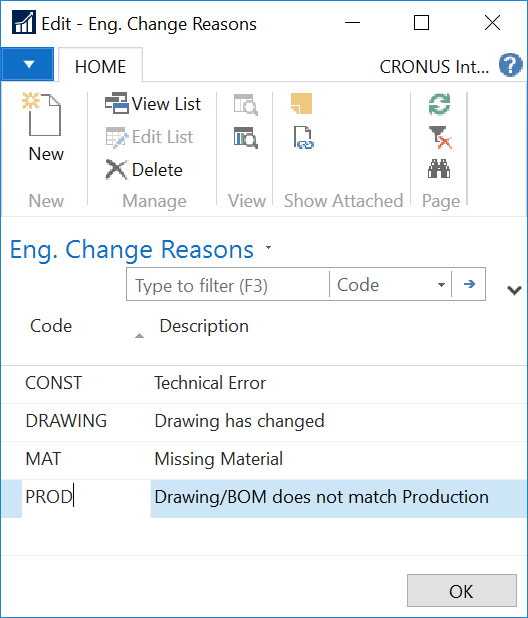 Edit - Eng. Change Reasons
HOME
CRONUS Int... ?
New
View List
Edit List
Delete
New
Manage
View
Show Attached
Page
Eng. Change Reasons
Type to filter (F3)
Code
Code
Description
CONST
Technical Error
DRAWING
Drawing has changed
MAT
Missing Material
PROD
Drawing/BOM does not match Production
OK